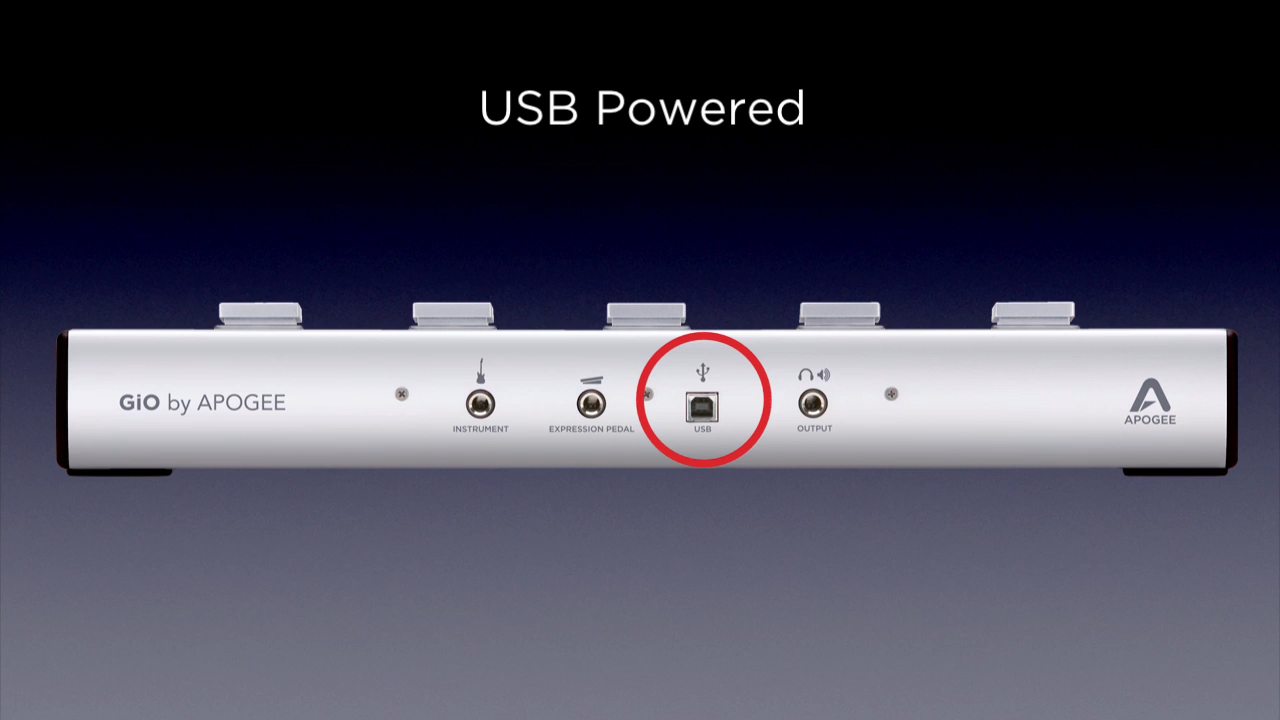 USB Powered
GiO by APOGEE
INSTRUMENT
EXPRESSION PEDAL
USB
OUTPUT
APOGEE